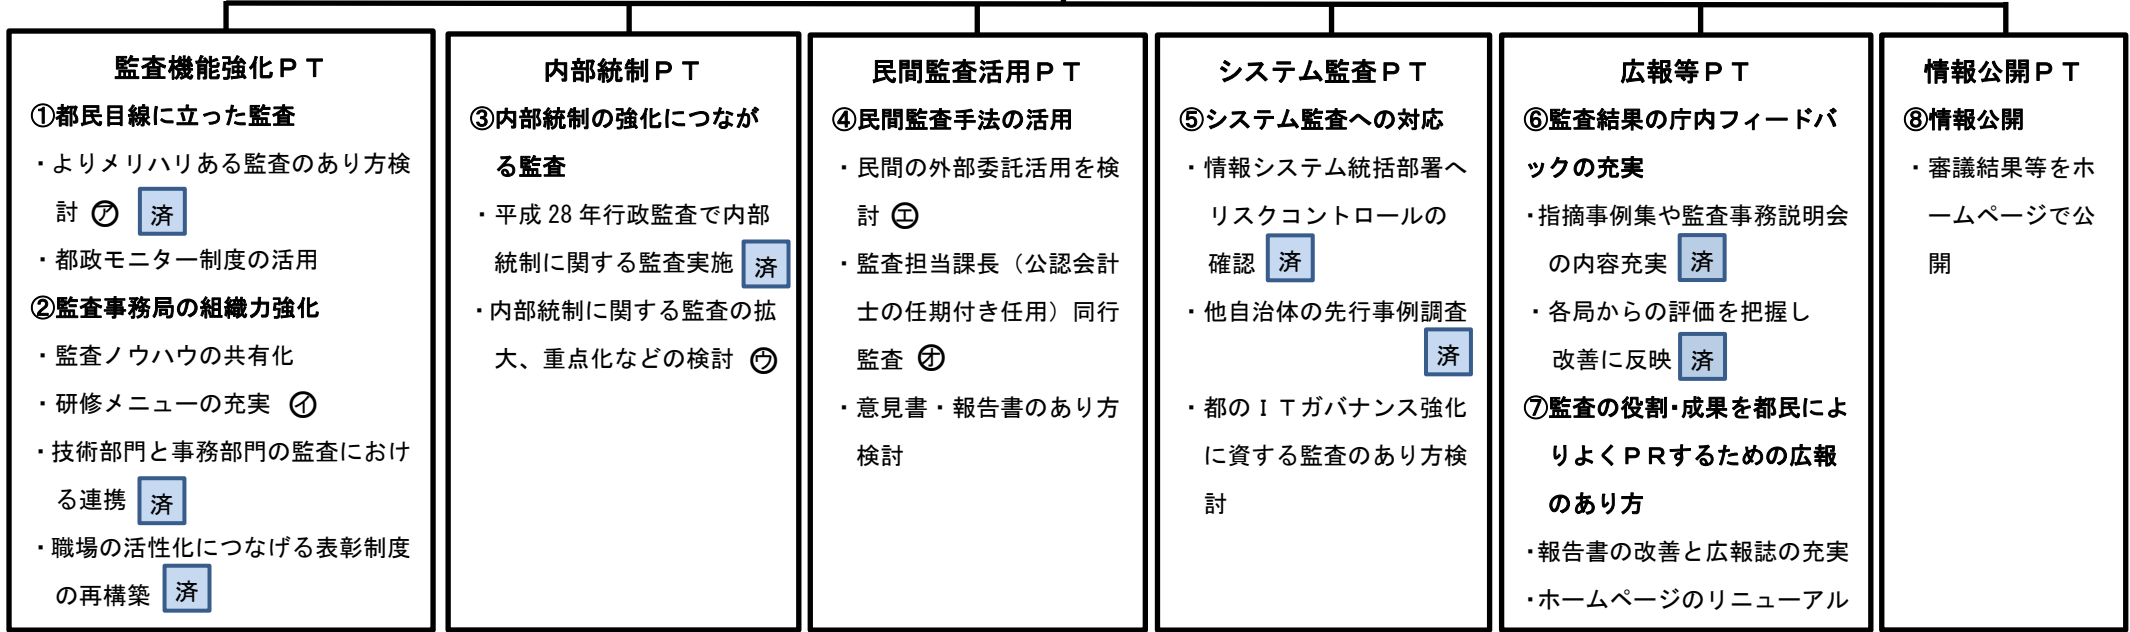 監査機能強化ＰＴ
①都民目線に立った監査
・よりメリハリある監査のあり方検
討 ㋐ 済
・都政モニター制度の活用
②監査事務局の組織力強化
・監査ノウハウの共有化
・研修メニューの充実 ㋑
・技術部門と事務部門の監査におけ
る連携 済
・職場の活性化につなげる表彰制度
の再構築 済
内部統制ＰＴ
③内部統制の強化につなが
る監査
・平成 28 年行政監査で内部
統制に関する監査実施 済
・内部統制に関する監査の拡
大、重点化などの検討 ㋒
民間監査活用ＰＴ
④民間監査手法の活用
・民間の外部委託活用を検
討 ㋓
・監査担当課長（公認会計
士の任期付き任用）同行
監査 ㋔
・意見書・報告書のあり方
検討
システム監査ＰＴ
⑤システム監査への対応
・情報システム統括部署へ
リスクコントロールの
確認 済
・他自治体の先行事例調査
済
・都のＩＴガバナンス強化
に資する監査のあり方検
討
広報等ＰＴ
⑥監査結果の庁内フィードバ
ックの充実
・指摘事例集や監査事務説明会
の内容充実 済
・各局からの評価を把握し
改善に反映 済
⑦監査の役割・成果を都民によ
りよくＰＲするための広報
のあり方
・報告書の改善と広報誌の充実
・ホームページのリニューアル
情報公開ＰＴ
⑧情報公開
・審議結果等をホ
ームページで公
開